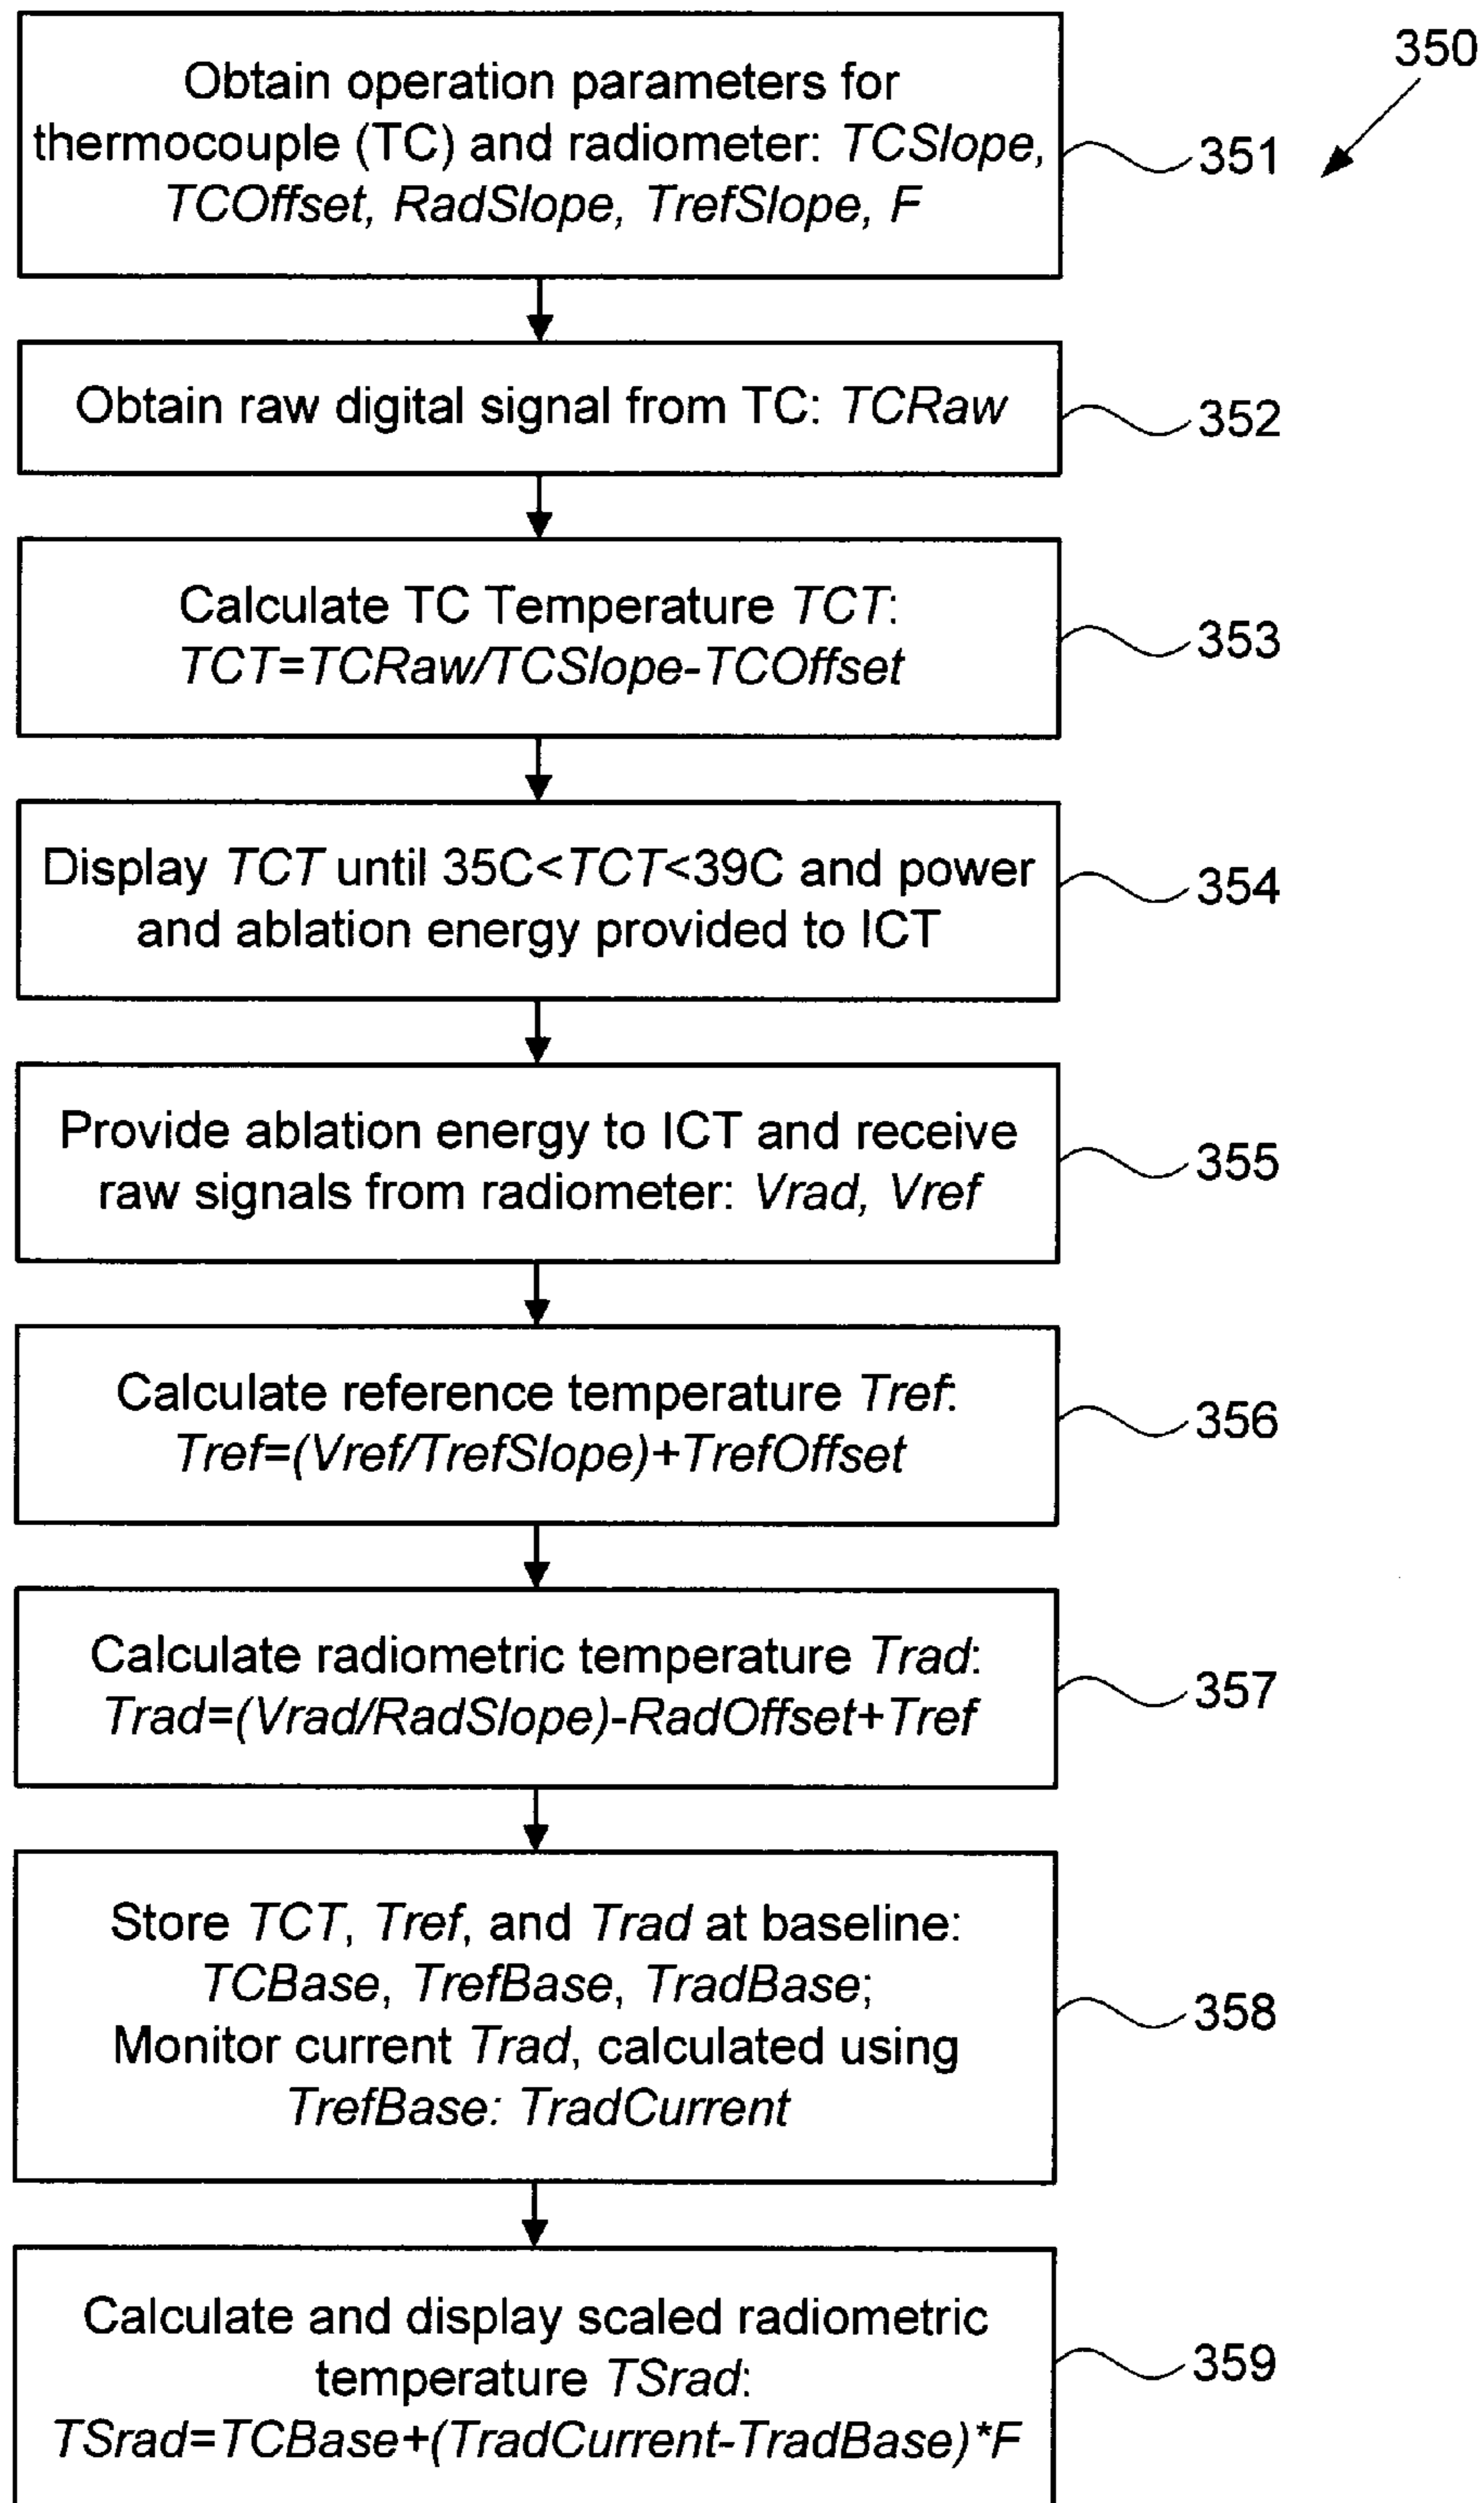 350
Obtain operation parameters for
thermocouple (TC) and radiometer: TCSlope,
TCOffset, RadSlope, TrefSlope, F
351
Obtain raw digital signal from TC: TCRaw
352
Calculate TC Temperature TCT:
TCT=TCRaw/TCSlope-TCOffset
353
Display TCT until 35C<TCT<39C and power
and ablation energy provided to ICT
354
Provide ablation energy to ICT and receive
raw signals from radiometer: Vrad, Vref
355
Calculate reference temperature Tref:
Tref=(Vref/TrefSlope)+TrefOffset
356
Calculate radiometric temperature Trad:
Trad=(Vrad/RadSlope)-RadOffset+Tref
357
Store TCT, Tref, and Trad at baseline:
TCBase, TrefBase, TradBase;
Monitor current Trad, calculated using
TrefBase: TradCurrent
358
Calculate and display scaled radiometric
temperature TSrad:
TSrad=TCBase+(TradCurrent-TradBase)*F
359